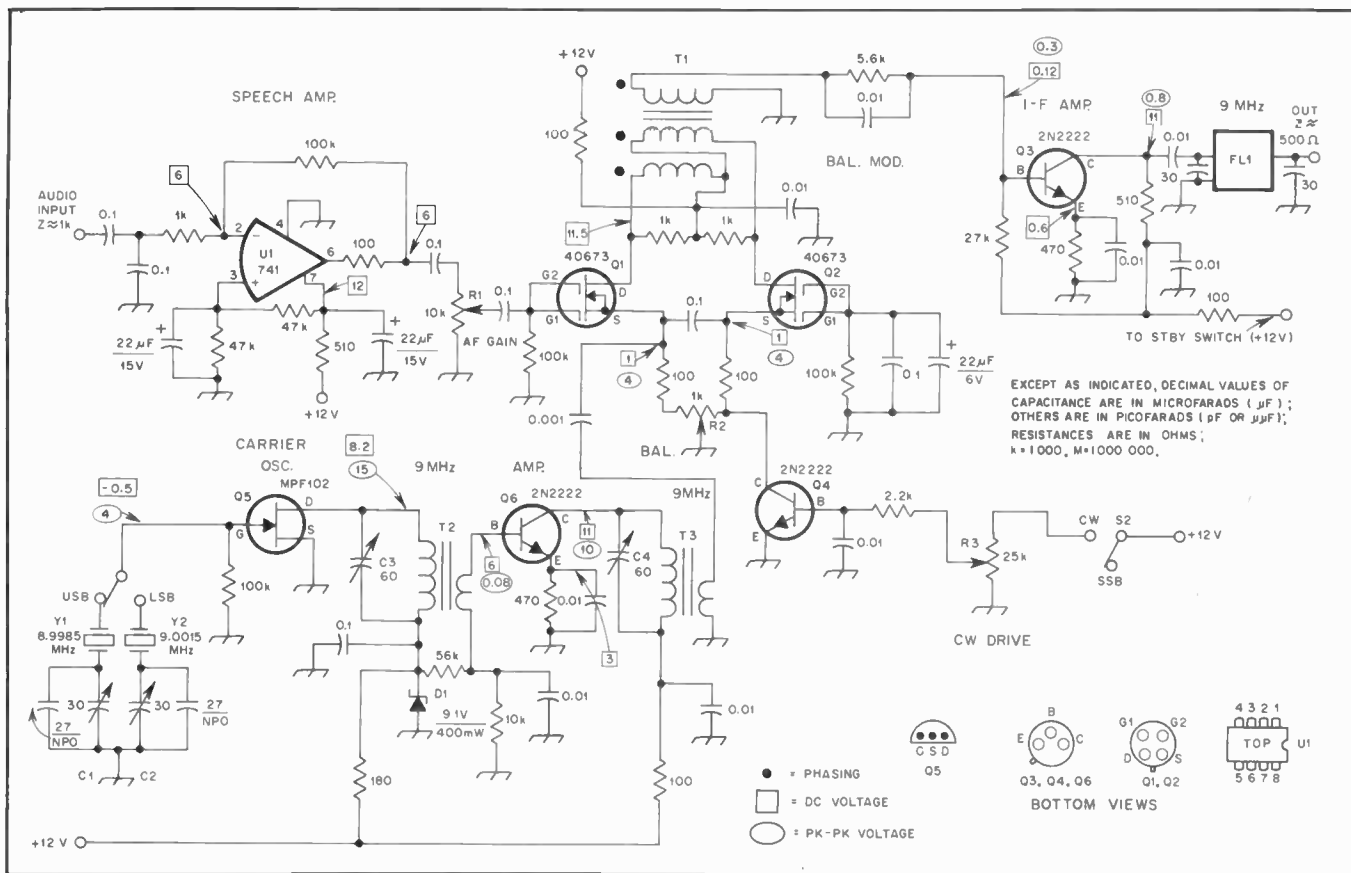 +12V
T1
5.6k
0.01
0.3
0.12
SPEECH AMP.
100
I-F AMP.
9 MHz
OUT
Z≈
500Ω
2N2222
0.8
11
0.01
Q3
B
C
E
FL1
30
30
BAL. MOD.
100k
6
AUDIO
INPUT
Z≈1k
0.1
1k
2
−
4
U1
741
6
7
3
+
100
6
0.1
0.1
12
R1
10k
AF GAIN
0.1
47k
47k
22µF
15V
510
22µF
15V
+12V
0.01
11.5
1k
1k
40673
Q1
G2
G1
D
S
40673
Q2
D
G2
S
G1
100k
0.1
1
4
1
4
100
100
1k
R2
BAL.
0.001
100k
0.1
22µF
6V
27k
0.6
470
0.01
510
0.01
100
TO STBY SWITCH (+12V)
EXCEPT AS INDICATED, DECIMAL VALUES OF
CAPACITANCE ARE IN MICROFARADS ( µF ) ;
OTHERS ARE IN PICOFARADS ( pF OR µµF);
RESISTANCES ARE IN OHMS ;
k=1000, M=1000 000.
CARRIER
OSC.
MPF102
Q5
D
G
S
-0.5
4
8.2
15
9 MHz
AMP.
Q6
2N2222
B
C
E
C3
60
T2
6
0.08
11
10
C4
60
T3
9MHz
470
0.01
3
2N2222
Q4
C
B
E
2.2k
0.01
R3
25k
CW
S2
SSB
+12V
CW DRIVE
100k
USB
LSB
Y1
8.9985
MHz
Y2
9.0015
MHz
27
NPO
30
30
27
NPO
C1
C2
0.1
56k
D1
9.1V
400mW
10k
0.01
0.01
180
100
+12 V
= PHASING
= DC VOLTAGE
= PK-PK VOLTAGE
G S D
Q5
B
E
C
Q3, Q4, Q6
G1
G2
D
S
Q1, Q2
4 3 2 1
TOP
U1
5 6 7 8
BOTTOM VIEWS